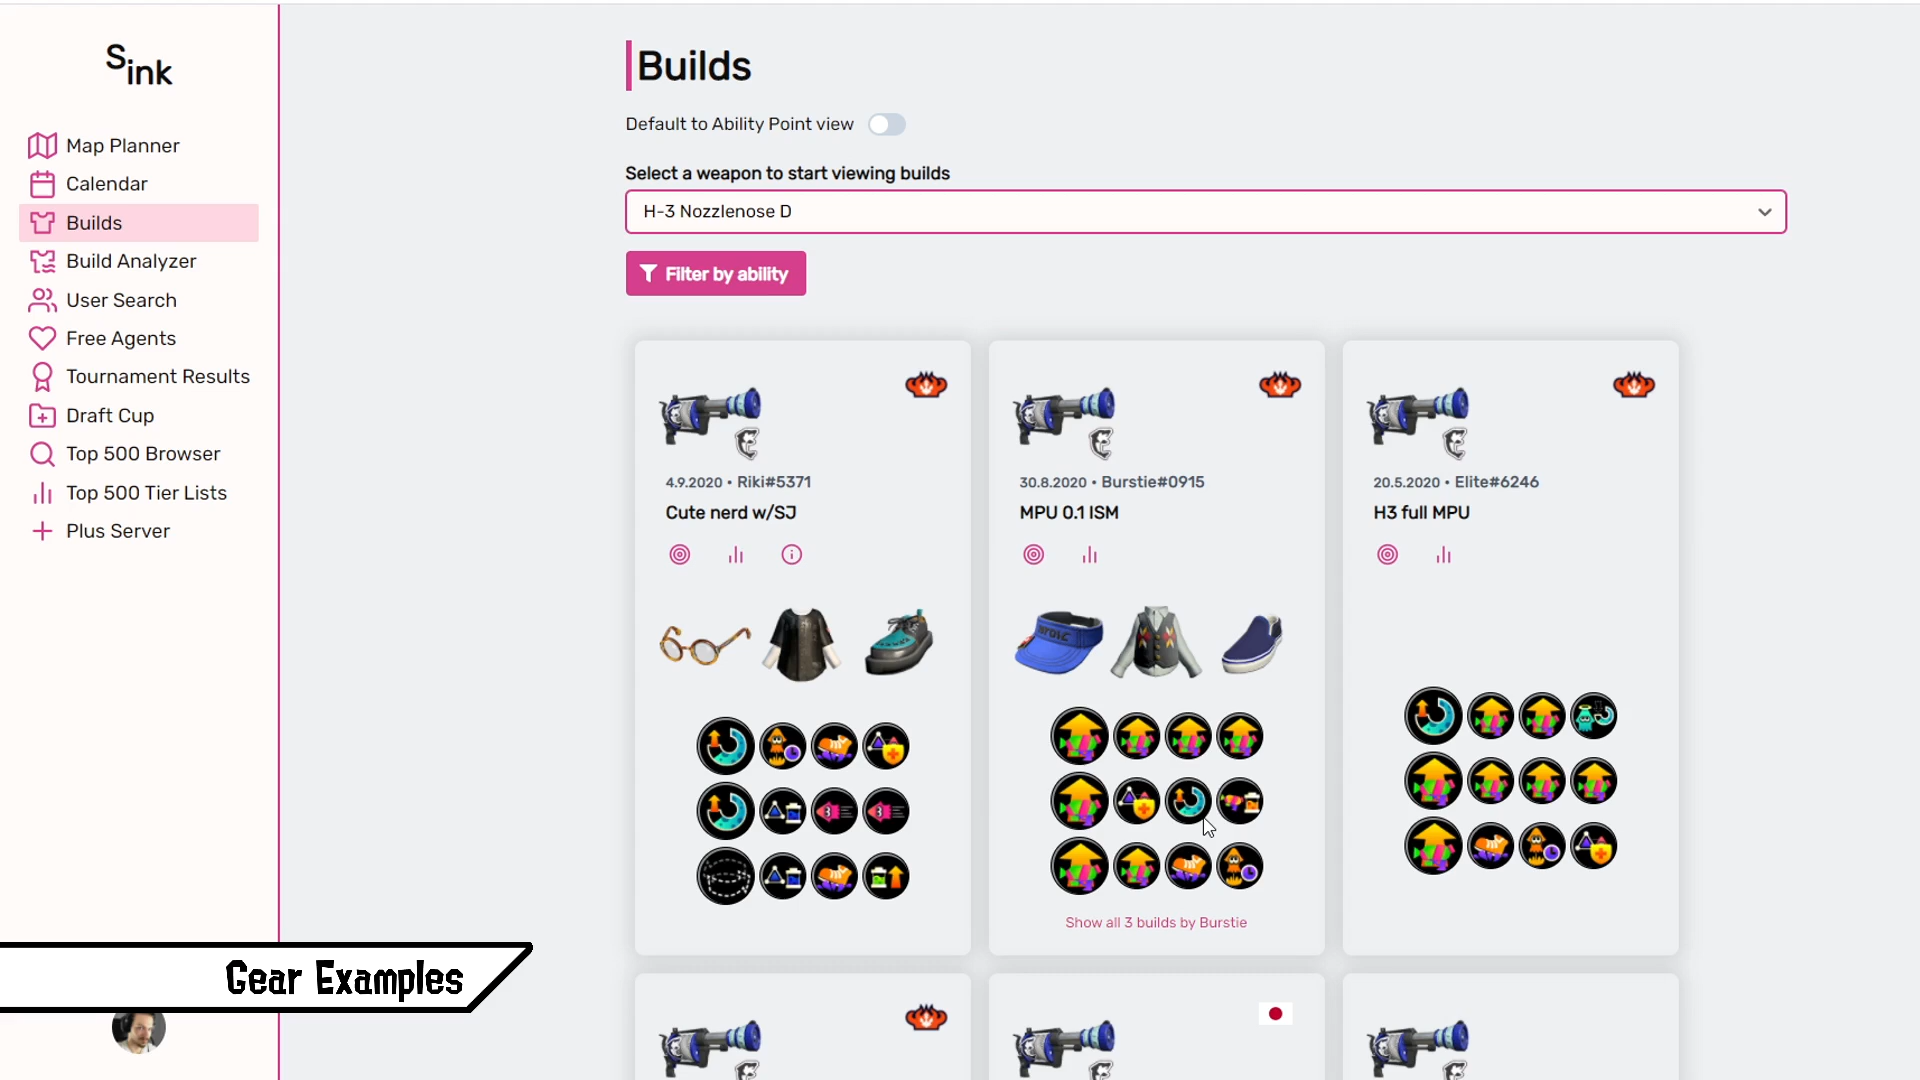 Sink
Map Planner
Calendar
Builds
Build Analyzer
User Search
Free Agents
Tournament Results
Draft Cup
Top 500 Browser
Top 500 Tier Lists
Plus Server
Builds
Default to Ability Point view
Select a weapon to start viewing builds
H-3 Nozzlenose D
Filter by ability
4.9.2020 • Riki#5371
Cute nerd w/SJ
30.8.2020 • Burstie#0915
MPU 0.1 ISM
20.5.2020 • Elite#6246
H3 full MPU
Show all 3 builds by Burstie
Gear Examples